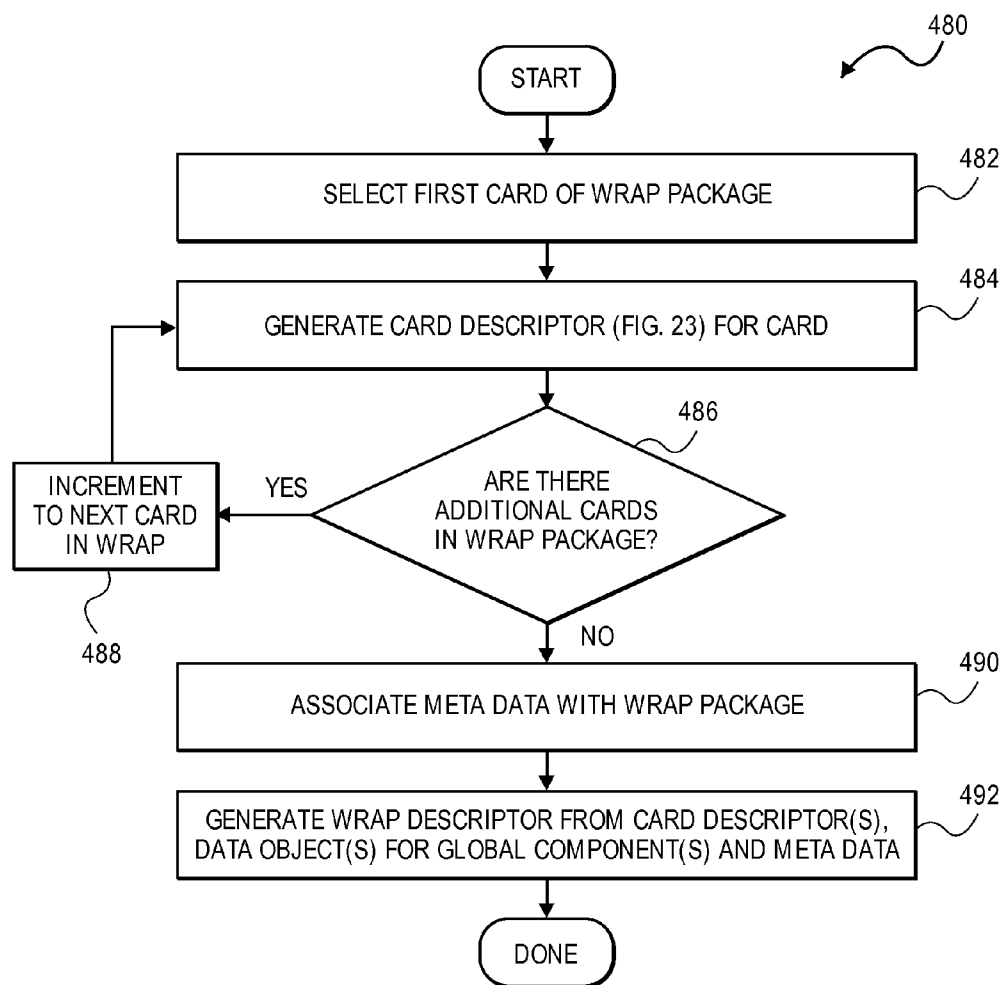 480
START
482
SELECT FIRST CARD OF WRAP PACKAGE
484
GENERATE CARD DESCRIPTOR (FIG. 23) FOR CARD
486
ARE THERE
ADDITIONAL CARDS
IN WRAP PACKAGE?
YES
INCREMENT
TO NEXT CARD
IN WRAP
488
NO
490
ASSOCIATE META DATA WITH WRAP PACKAGE
492
GENERATE WRAP DESCRIPTOR FROM CARD DESCRIPTOR(S),
DATA OBJECT(S) FOR GLOBAL COMPONENT(S) AND META DATA
DONE